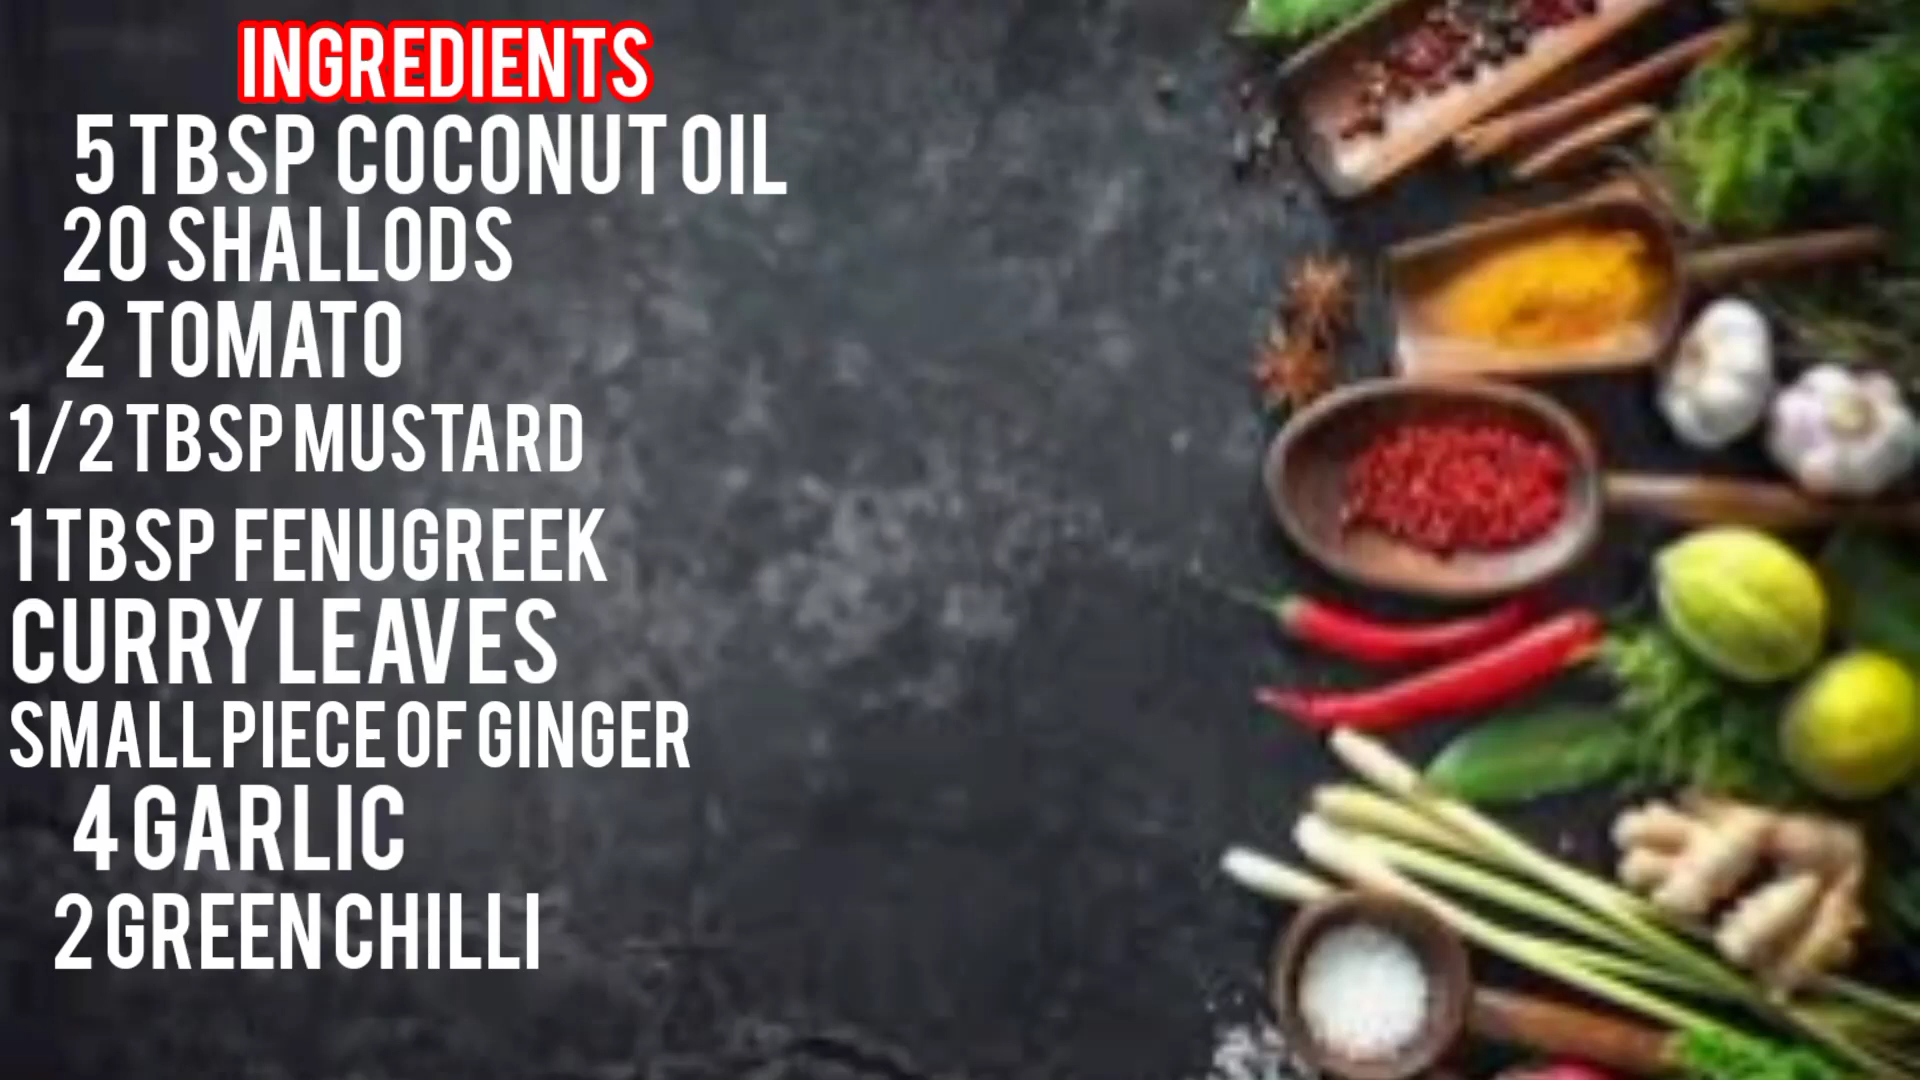 INGREDIENTS
5 TBSP COCONUT OIL
20 SHALLODS
2 TOMATO
1/2 TBSP MUSTARD
1 TBSP FENUGREEK
CURRY LEAVES
SMALL PIECE OF GINGER
4 GARLIC
2 GREEN CHILLI